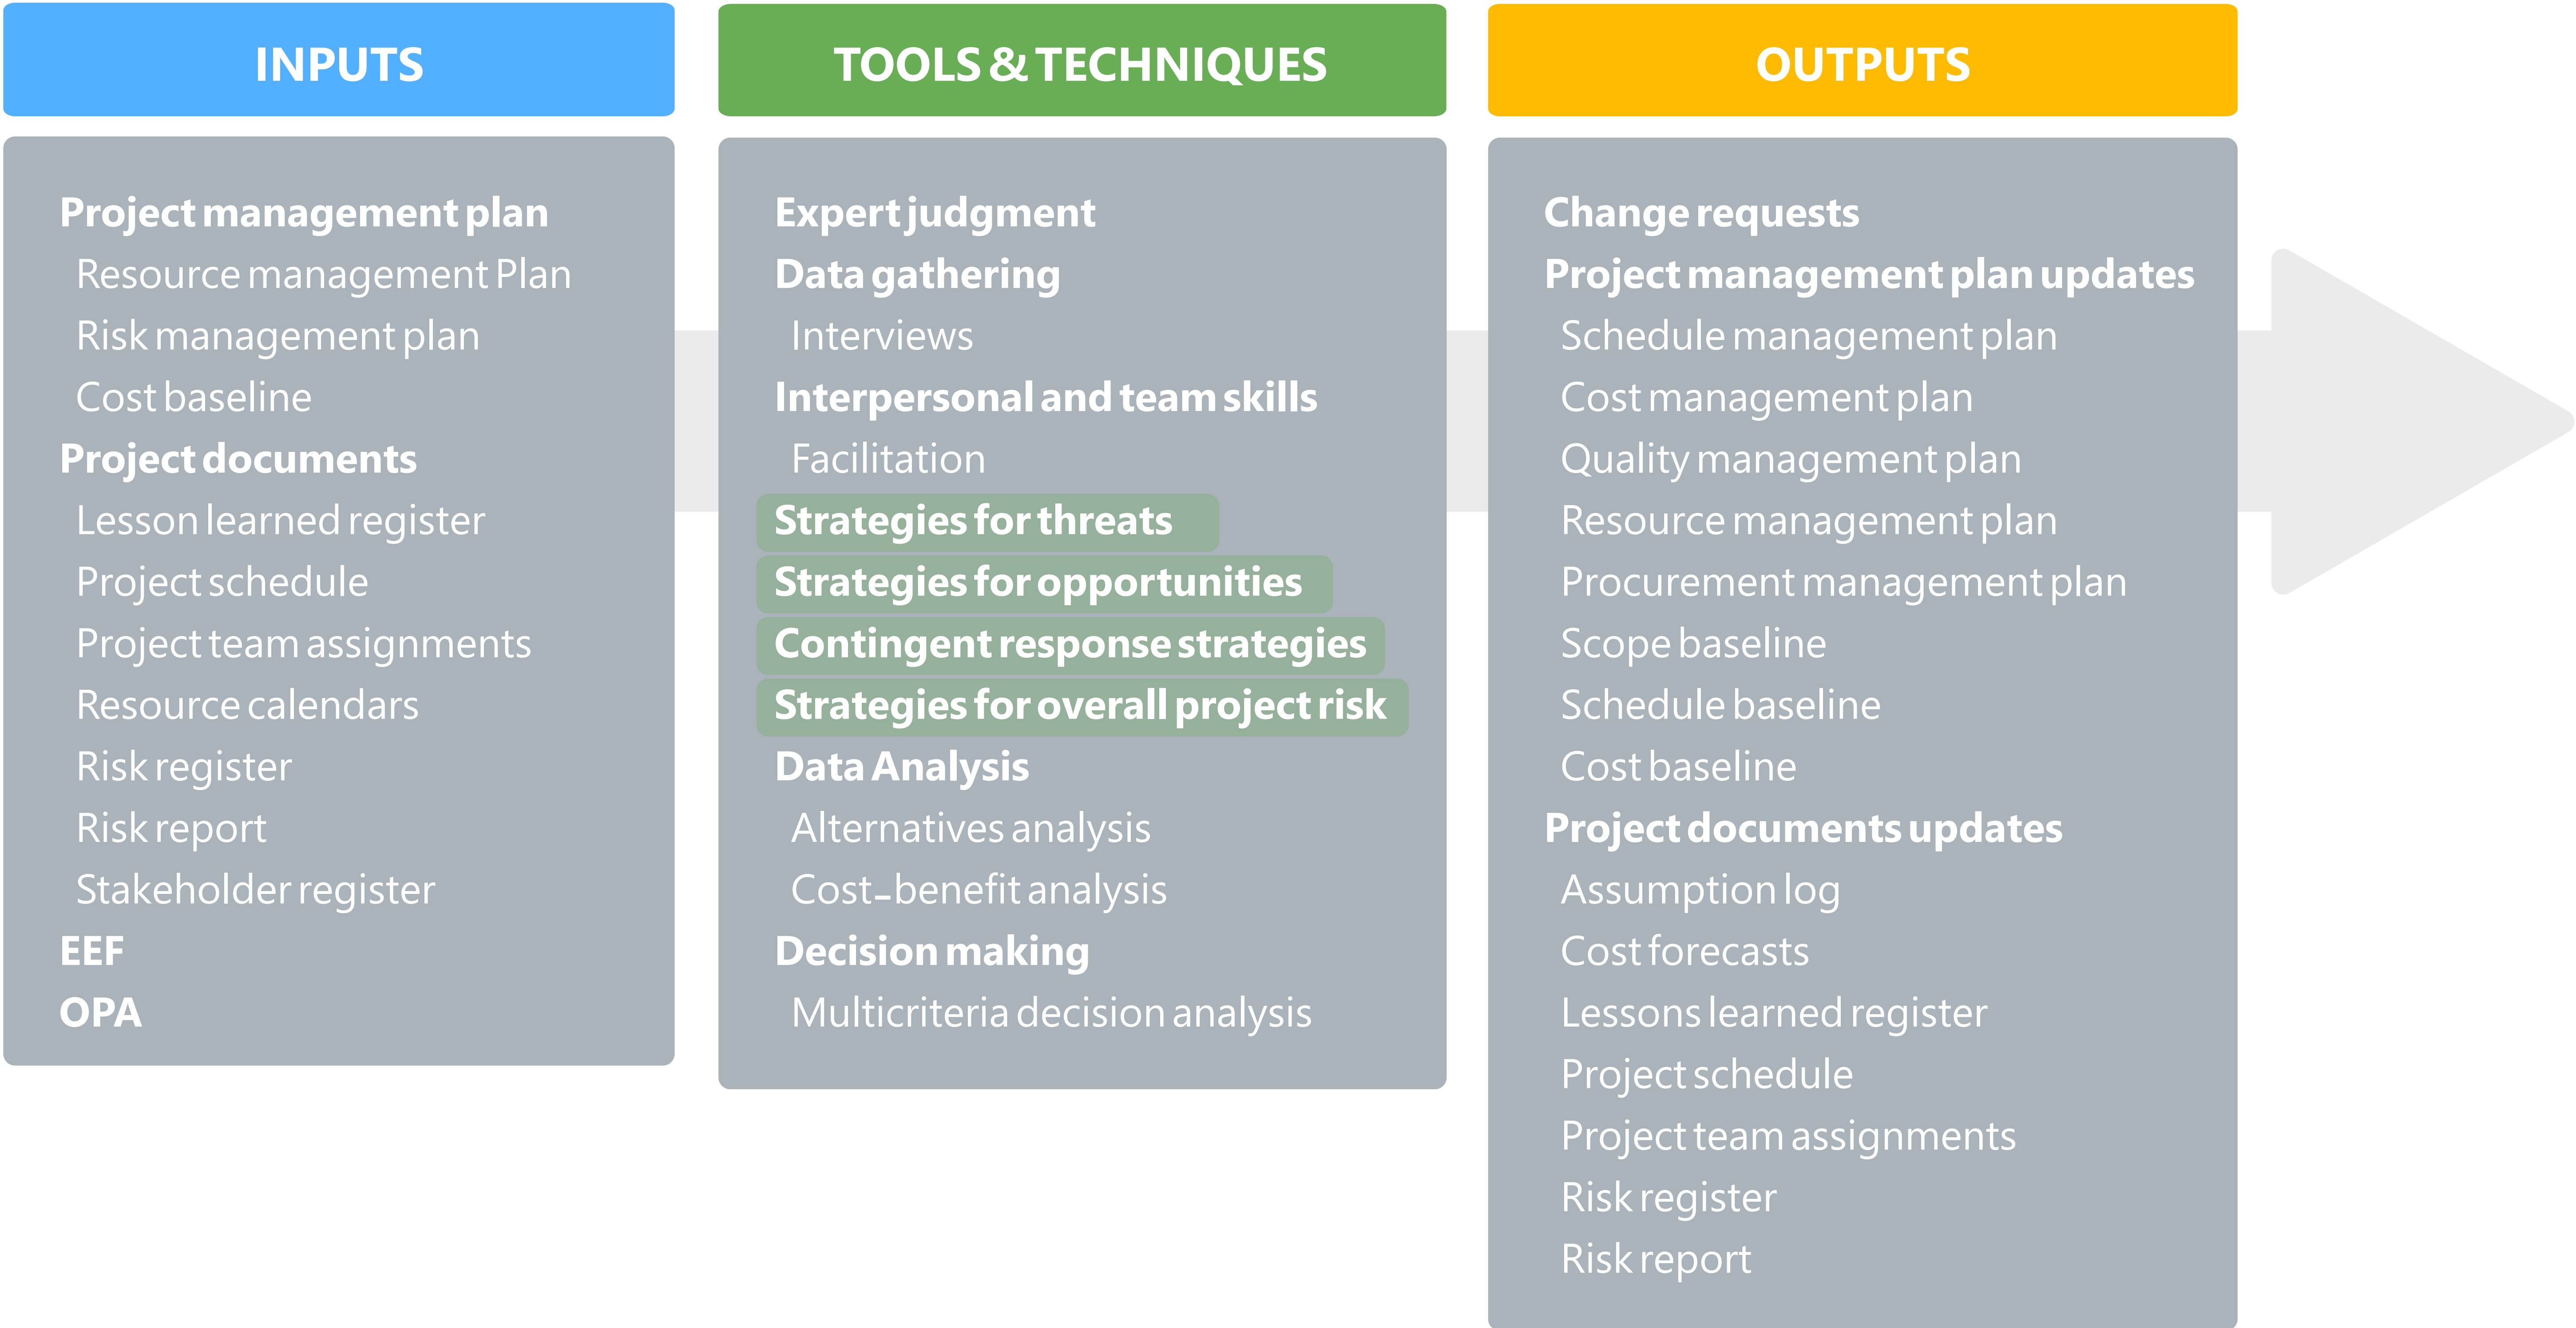 INPUTS
Project management plan
Resource management Plan
Risk management plan
Cost baseline
Project documents
Lesson learned register
Project schedule
Project team assignments
Resource calendars
Risk register
Risk report
Stakeholder register
EEF
OPA
TOOLS & TECHNIQUES
Expert judgment
Data gathering
Interviews
Interpersonal and team skills
Facilitation
Strategies for threats
Strategies for opportunities
Contingent response strategies
Strategies for overall project risk
Data Analysis
Alternatives analysis
Cost-benefit analysis
Decision making
Multicriteria decision analysis
OUTPUTS
Change requests
Project management plan updates
Schedule management plan
Cost management plan
Quality management plan
Resource management plan
Procurement management plan
Scope baseline
Schedule baseline
Cost baseline
Project documents updates
Assumption log
Cost forecasts
Lessons learned register
Project schedule
Project team assignments
Risk register
Risk report